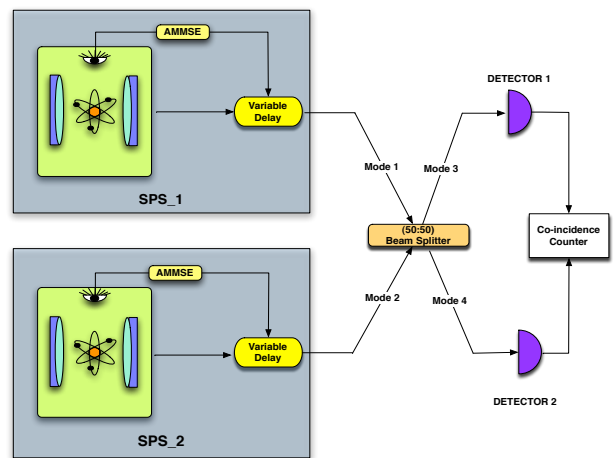 AMMSE
Variable
Delay
SPS_1
DETECTOR 1
Mode 1
Mode 3
(50:50)
Beam Splitter
Co-incidence
Counter
AMMSE
Mode 2
Mode 4
Variable
Delay
SPS_2
DETECTOR 2